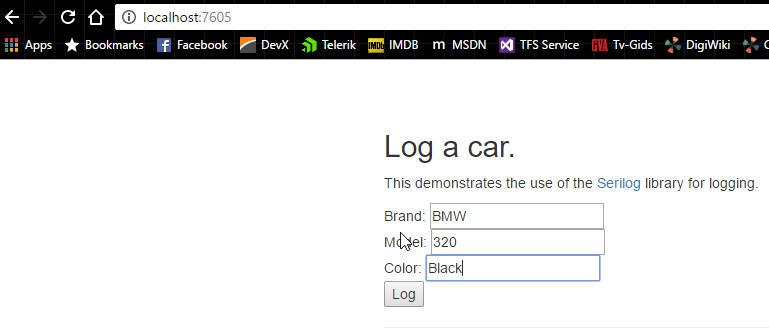 localhost:7605
Apps Bookmarks Facebook DevX Telerik IMDB MSDN TFS Service Tv-Gids DigiWiki
Log a car.
This demonstrates the use of the Serilog library for logging.
Brand: BMW
Model: 320
Color: Black
Log